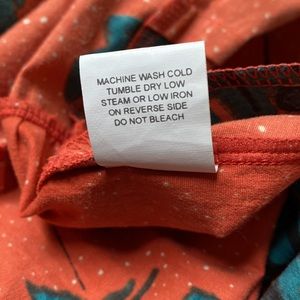 MACHINE WASH COLD
TUMBLE DRY LOW
STEAM OR LOW IRON
ON REVERSE SIDE
DO NOT BLEACH